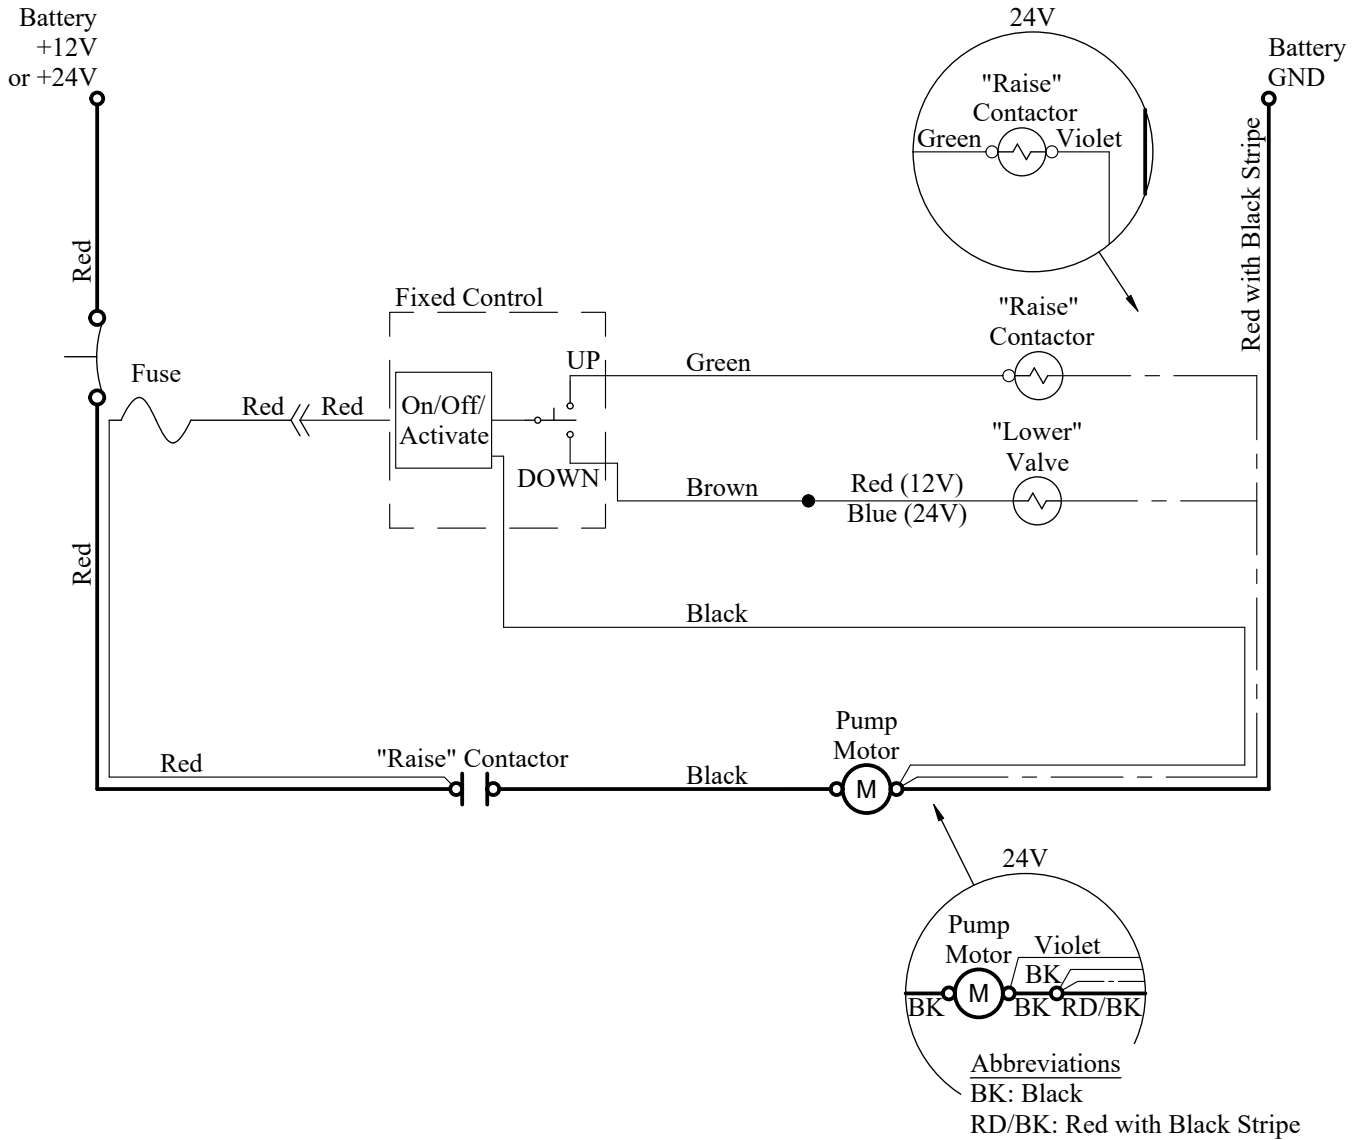 Battery
+12V
or +24V
24V
Battery
GND
"Raise"
Contactor
Green
Violet
Red with Black Stripe
Red
Fixed Control
"Raise"
Contactor
UP
Green
Fuse
Red
Red
On/Off/
Activate
"Lower"
Valve
DOWN
Brown
Red (12V)
Blue (24V)
Red
Black
Pump
Motor
Red
"Raise" Contactor
Black
M
24V
Pump
Motor
Violet
BK
M
BK
BK
RD/BK
Abbreviations
BK: Black
RD/BK: Red with Black Stripe